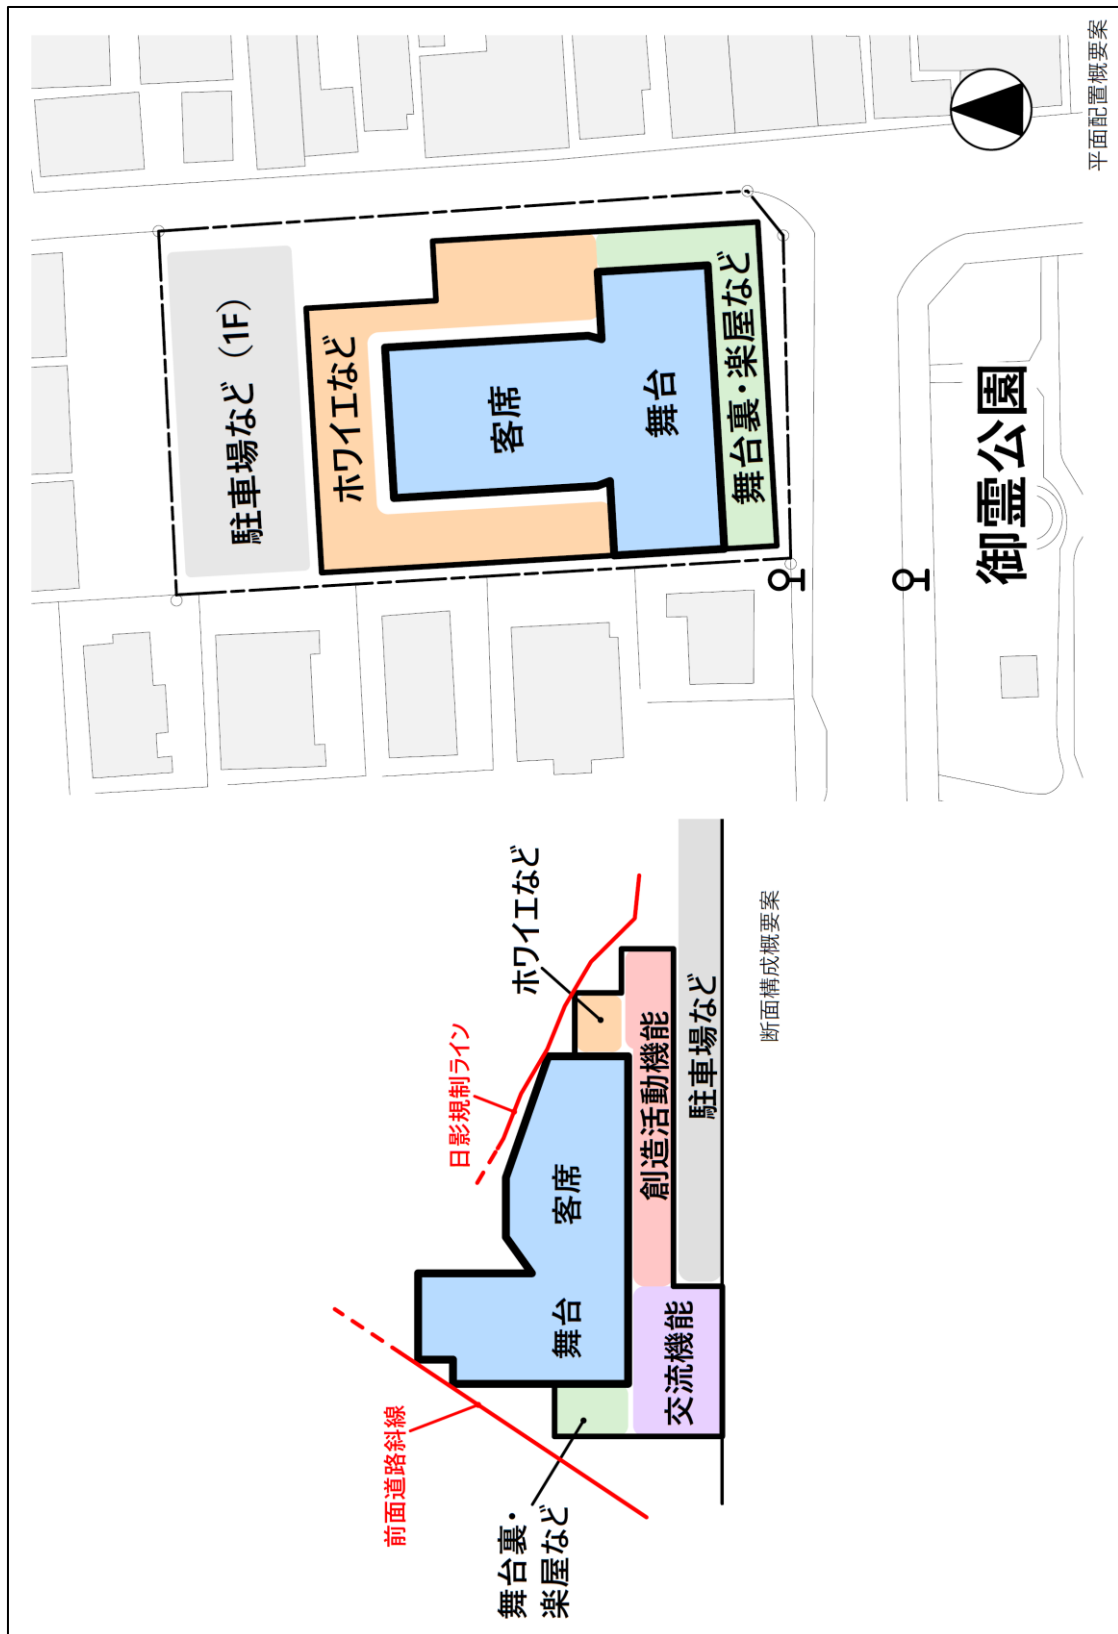 平面配置概要案
駐車場など（1F）
ホワイエなど
客席
舞台
舞台裏・楽屋など
御霊公園
断面構成概要案
前面道路斜線
日影規制ライン
舞台裏・
楽屋など
ホワイエなど
舞台
客席
交流機能
創造活動機能
駐車場など